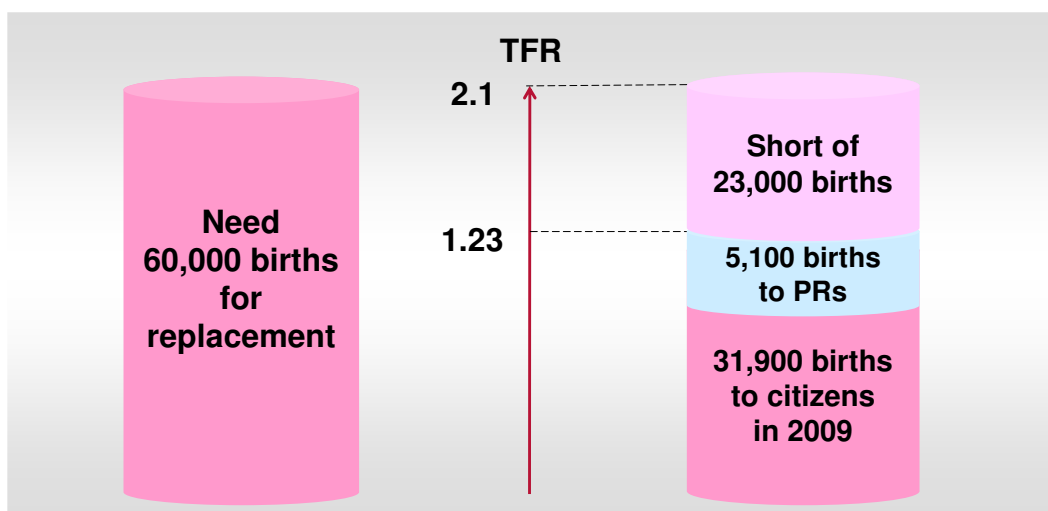 TFR
2.1
1.23
Need
60,000 births
for
replacement
Short of
23,000 births
5,100 births
to PRs
31,900 births
to citizens
in 2009